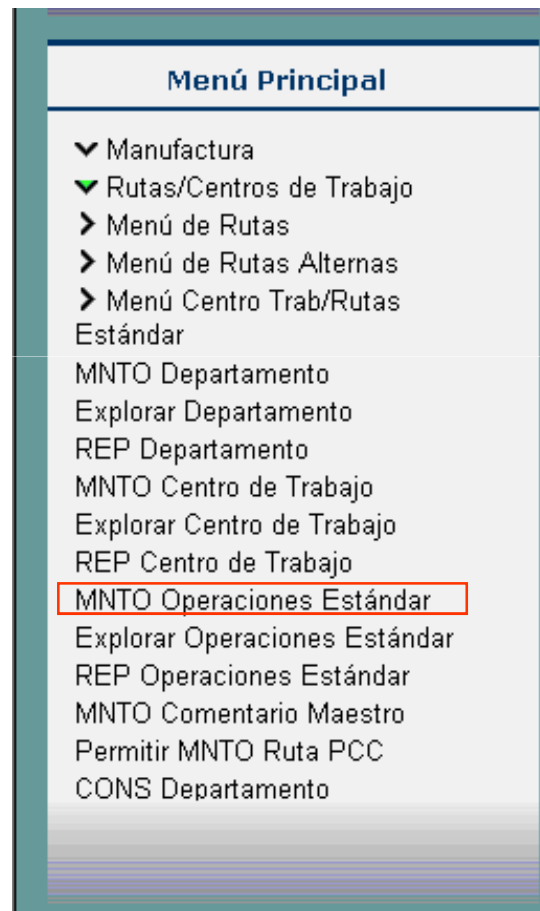 Menú Principal
Manufactura
Rutas/Centros de Trabajo
Menú de Rutas
Menú de Rutas Alternas
Menú Centro Trab/Rutas
Estándar
MNTO Departamento
Explorar Departamento
REP Departamento
MNTO Centro de Trabajo
Explorar Centro de Trabajo
REP Centro de Trabajo
MNTO Operaciones Estándar
Explorar Operaciones Estándar
REP Operaciones Estándar
MNTO Comentario Maestro
Permitir MNTO Ruta PCC
CONS Departamento